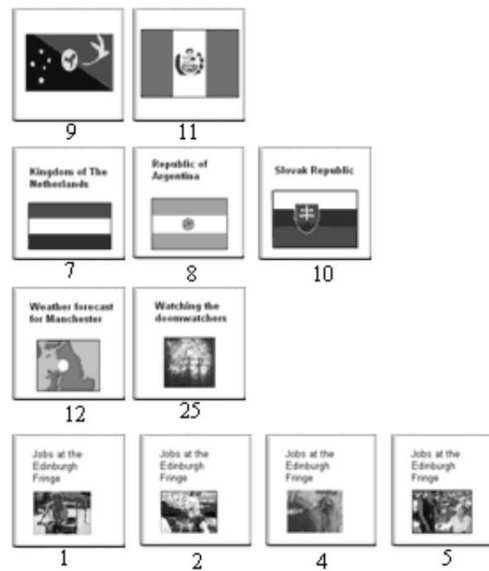 9
11
Kingdom of The
Netherlands
Republic of
Argentina
Slovak Republic
7
8
10
Weather forecast
for Manchester
Watching the
doomwatchers
12
25
Jobs at the
Edinburgh
Fringe
Jobs at the
Edinburgh
Fringe
Jobs at the
Edinburgh
Fringe
Jobs at the
Edinburgh
Fringe
1
2
4
5